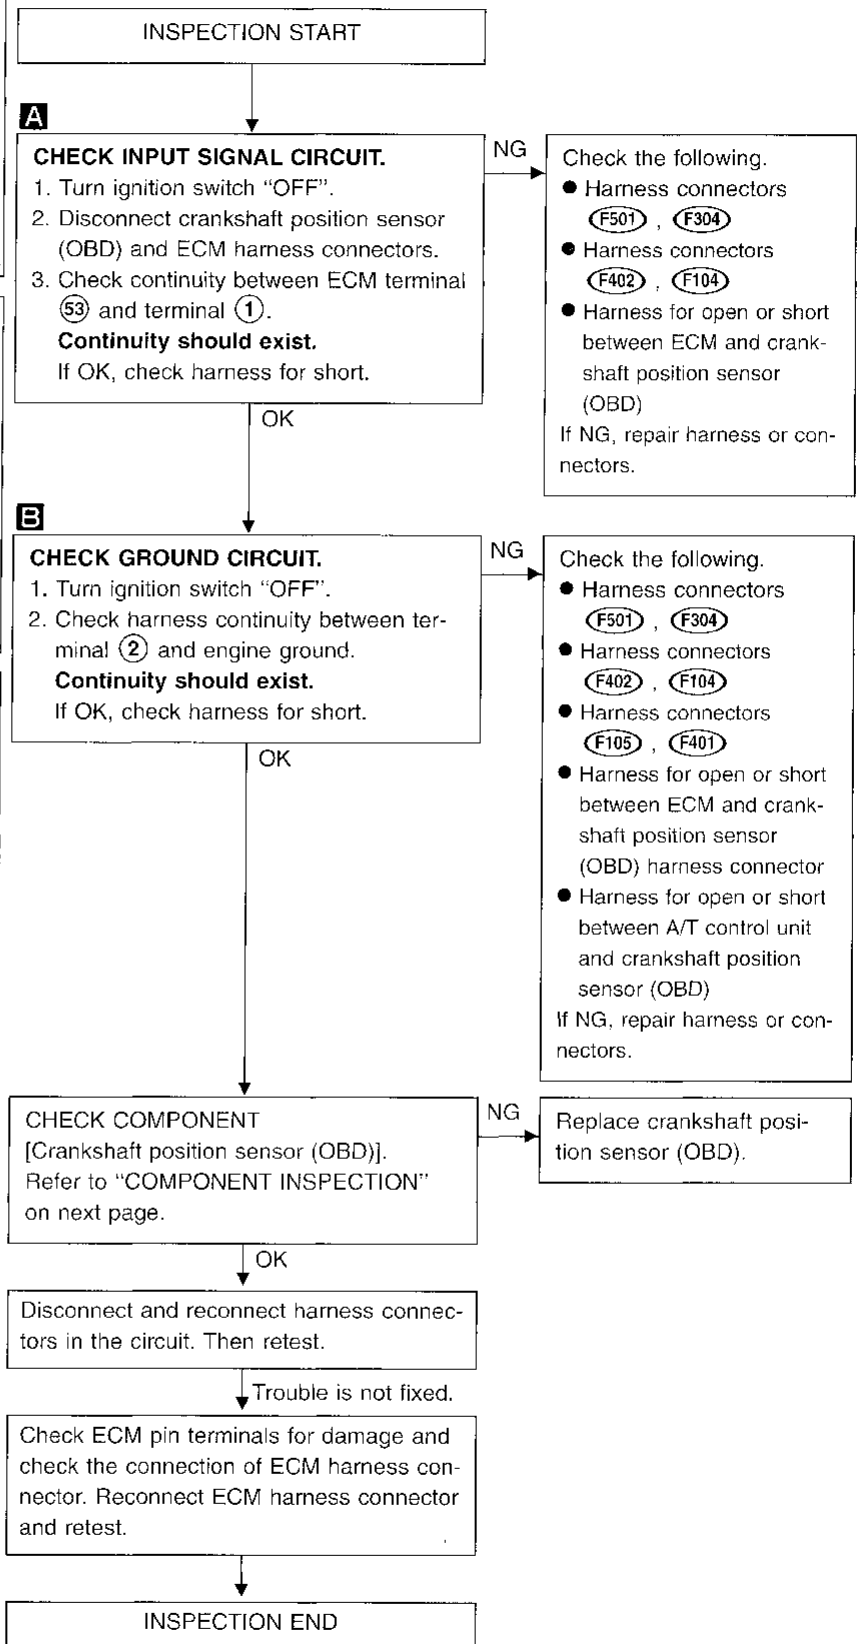 INSPECTION START
A
CHECK INPUT SIGNAL CIRCUIT.
1. Turn ignition switch “OFF”.
2. Disconnect crankshaft position sensor
(OBD) and ECM harness connectors.
3. Check continuity between ECM terminal
53 and terminal 1.
Continuity should exist.
If OK, check harness for short.
NG
Check the following.
● Harness connectors
F501 , F304
● Harness connectors
F402 , F104
● Harness for open or short
between ECM and crank-
shaft position sensor
(OBD)
If NG, repair harness or con-
nectors.
OK
B
CHECK GROUND CIRCUIT.
1. Turn ignition switch “OFF”.
2. Check harness continuity between ter-
minal 2 and engine ground.
Continuity should exist.
If OK, check harness for short.
NG
Check the following.
● Harness connectors
F501 , F304
● Harness connectors
F402 , F104
● Harness connectors
F105 , F401
● Harness for open or short
between ECM and crank-
shaft position sensor
(OBD) harness connector
● Harness for open or short
between A/T control unit
and crankshaft position
sensor (OBD)
If NG, repair harness or con-
nectors.
OK
CHECK COMPONENT
[Crankshaft position sensor (OBD)].
Refer to “COMPONENT INSPECTION”
on next page.
NG
Replace crankshaft posi-
tion sensor (OBD).
OK
Disconnect and reconnect harness connec-
tors in the circuit. Then retest.
Trouble is not fixed.
Check ECM pin terminals for damage and
check the connection of ECM harness con-
nector. Reconnect ECM harness connector
and retest.
INSPECTION END